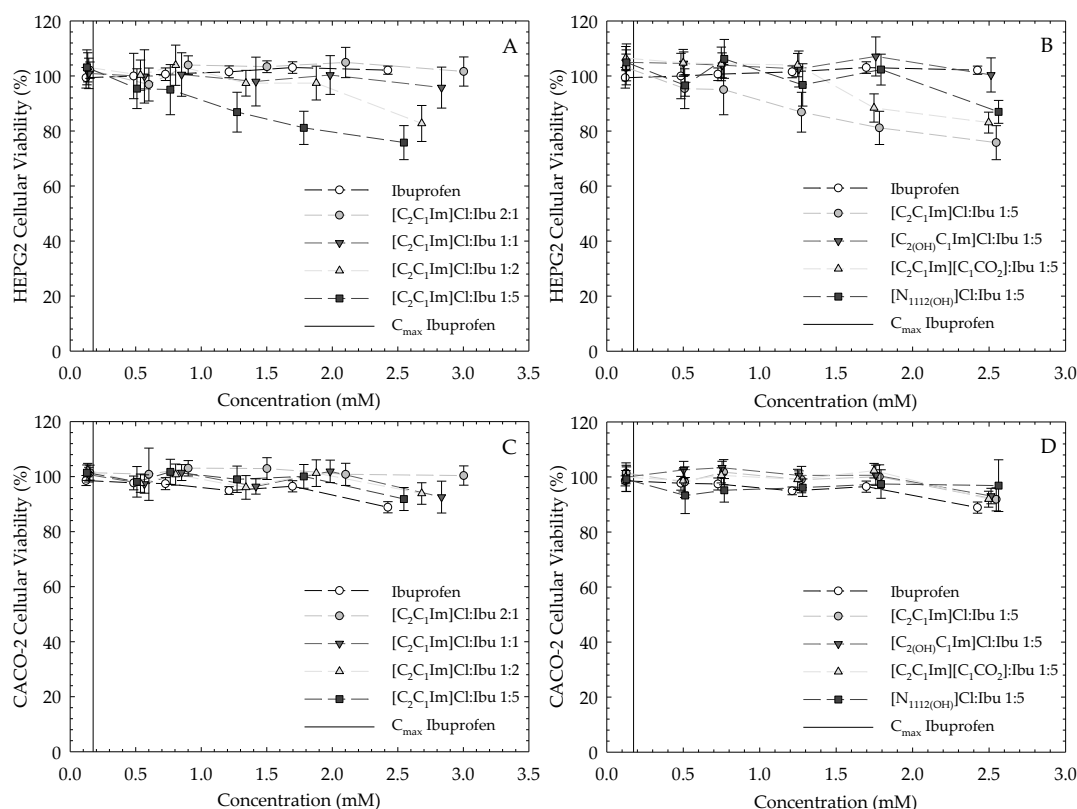 A
HEPG2 Cellular Viability (%)
120
100
80
60
40
20
0
Ibuprofen
[C₂C₁Im]Cl:Ibu 2:1
[C₂C₁Im]Cl:Ibu 1:1
[C₂C₁Im]Cl:Ibu 1:2
[C₂C₁Im]Cl:Ibu 1:5
Cmax Ibuprofen
0.0 0.5 1.0 1.5 2.0 2.5 3.0
Concentration (mM)
B
HEPG2 Cellular Viability (%)
120
100
80
60
40
20
0
Ibuprofen
[C₂C₁Im]Cl:Ibu 1:5
[C₂(OH)C₁Im]Cl:Ibu 1:5
[C₂C₁Im][C₁CO₂]:Ibu 1:5
[N₁₁₁₂(OH)]Cl:Ibu 1:5
Cmax Ibuprofen
0.0 0.5 1.0 1.5 2.0 2.5 3.0
Concentration (mM)
C
CACO-2 Cellular Viability (%)
120
100
80
60
40
20
0
Ibuprofen
[C₂C₁Im]Cl:Ibu 2:1
[C₂C₁Im]Cl:Ibu 1:1
[C₂C₁Im]Cl:Ibu 1:2
[C₂C₁Im]Cl:Ibu 1:5
Cmax Ibuprofen
0.0 0.5 1.0 1.5 2.0 2.5 3.0
Concentration (mM)
D
CACO-2 Cellular Viability (%)
120
100
80
60
40
20
0
Ibuprofen
[C₂C₁Im]Cl:Ibu 1:5
[C₂(OH)C₁Im]Cl:Ibu 1:5
[C₂C₁Im][C₁CO₂]:Ibu 1:5
[N₁₁₁₂(OH)]Cl:Ibu 1:5
Cmax Ibuprofen
0.0 0.5 1.0 1.5 2.0 2.5 3.0
Concentration (mM)